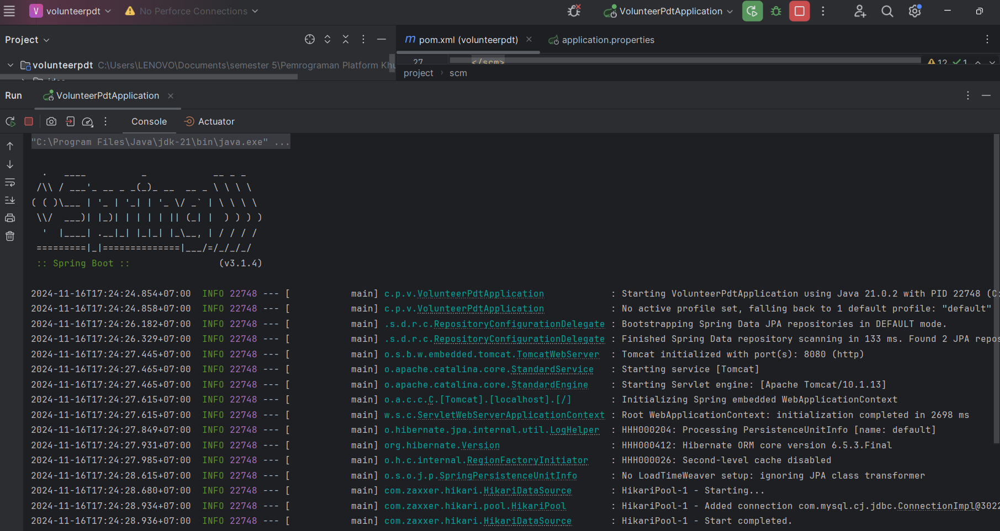 V volunteerpdt No Perforce Connections VolunteerPdtApplication
Project
m pom.xml (volunteerpdt) application.properties
volunteerpdt C:\Users\LENOVO\Documents\semester 5\Pemrograman Platform Khu
27 </scm> 12 1
project › scm
Run VolunteerPdtApplication
Console Actuator
"C:\Program Files\Java\jdk-21\bin\java.exe" ...
  .   ____          _            __ _ _
 /\\ / ___'_ __ _ _(_)_ __  __ _ \ \ \ \
( ( )\___ | '_ | '_| | '_ \/ _` | \ \ \ \
 \\/  ___)| |_)| | | | | || (_| |  ) ) ) )
  '  |____| .__|_| |_|_| |_\__, | / / / /
 =========|_|==============|___/=/_/_/_/
 :: Spring Boot ::                (v3.1.4)
2024-11-16T17:24:24.854+07:00  INFO 22748 --- [           main] c.p.v.VolunteerPdtApplication            : Starting VolunteerPdtApplication using Java 21.0.2 with PID 22748 (C:
2024-11-16T17:24:24.858+07:00  INFO 22748 --- [           main] c.p.v.VolunteerPdtApplication            : No active profile set, falling back to 1 default profile: "default"
2024-11-16T17:24:26.182+07:00  INFO 22748 --- [           main] .s.d.r.c.RepositoryConfigurationDelegate : Bootstrapping Spring Data JPA repositories in DEFAULT mode.
2024-11-16T17:24:26.329+07:00  INFO 22748 --- [           main] .s.d.r.c.RepositoryConfigurationDelegate : Finished Spring Data repository scanning in 133 ms. Found 2 JPA repos
2024-11-16T17:24:27.445+07:00  INFO 22748 --- [           main] o.s.b.w.embedded.tomcat.TomcatWebServer  : Tomcat initialized with port(s): 8080 (http)
2024-11-16T17:24:27.465+07:00  INFO 22748 --- [           main] o.apache.catalina.core.StandardService   : Starting service [Tomcat]
2024-11-16T17:24:27.465+07:00  INFO 22748 --- [           main] o.apache.catalina.core.StandardEngine    : Starting Servlet engine: [Apache Tomcat/10.1.13]
2024-11-16T17:24:27.615+07:00  INFO 22748 --- [           main] o.a.c.c.C.[Tomcat].[localhost].[/]       : Initializing Spring embedded WebApplicationContext
2024-11-16T17:24:27.615+07:00  INFO 22748 --- [           main] w.s.c.ServletWebServerApplicationContext : Root WebApplicationContext: initialization completed in 2698 ms
2024-11-16T17:24:27.849+07:00  INFO 22748 --- [           main] o.hibernate.jpa.internal.util.LogHelper  : HHH000204: Processing PersistenceUnitInfo [name: default]
2024-11-16T17:24:27.931+07:00  INFO 22748 --- [           main] org.hibernate.Version                    : HHH000412: Hibernate ORM core version 6.5.3.Final
2024-11-16T17:24:27.985+07:00  INFO 22748 --- [           main] o.h.c.internal.RegionFactoryInitiator    : HHH000026: Second-level cache disabled
2024-11-16T17:24:28.615+07:00  INFO 22748 --- [           main] o.s.o.j.p.SpringPersistenceUnitInfo      : No LoadTimeWeaver setup: ignoring JPA class transformer
2024-11-16T17:24:28.680+07:00  INFO 22748 --- [           main] com.zaxxer.hikari.HikariDataSource       : HikariPool-1 - Starting...
2024-11-16T17:24:28.934+07:00  INFO 22748 --- [           main] com.zaxxer.hikari.pool.HikariPool        : HikariPool-1 - Added connection com.mysql.cj.jdbc.ConnectionImpl@3022
2024-11-16T17:24:28.936+07:00  INFO 22748 --- [           main] com.zaxxer.hikari.HikariDataSource       : HikariPool-1 - Start completed.